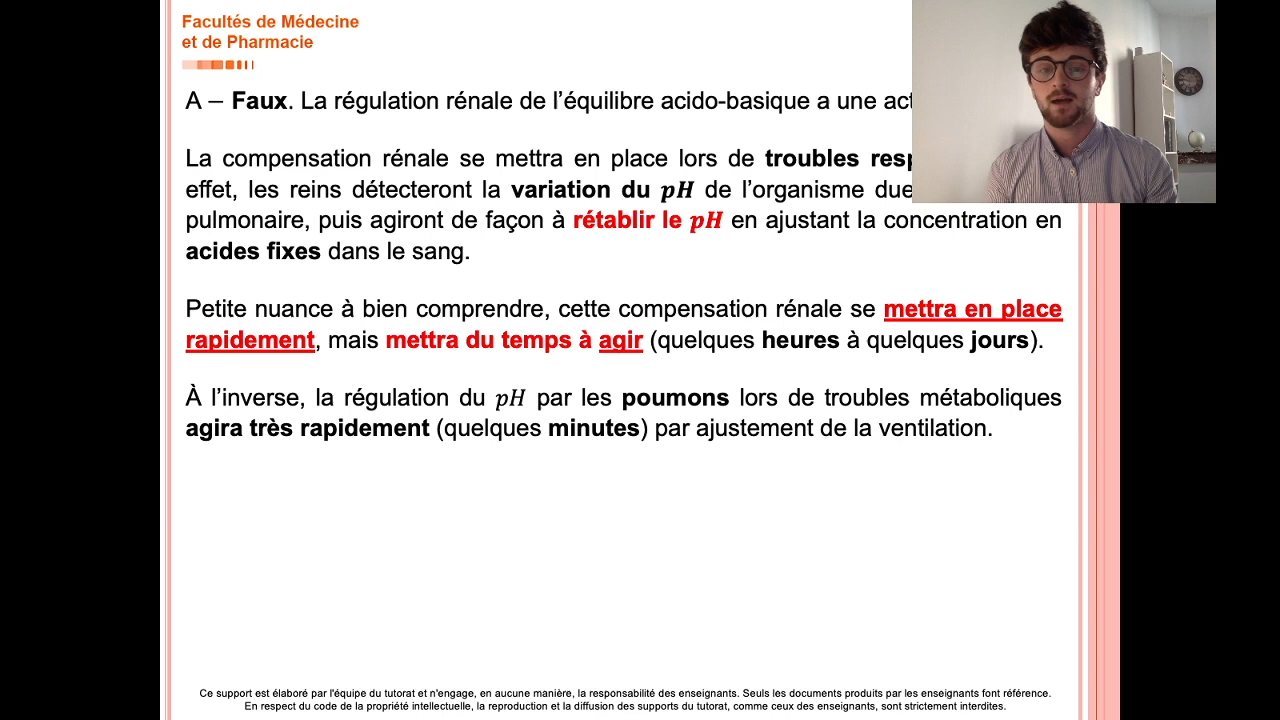 Facultés de Médecine
et de Pharmacie
A – Faux. La régulation rénale de l'équilibre acido-basique a une
La compensation rénale se mettra en place lors de troubles
effet, les reins détecteront la variation du pH de l'organisme due
pulmonaire, puis agiront de façon à rétablir le pH en ajustant la concentration en
acides fixes dans le sang.
Petite nuance à bien comprendre, cette compensation rénale se mettra en place
rapidement, mais mettra du temps à agir (quelques heures à quelques jours).
À l'inverse, la régulation du pH par les poumons lors de troubles métaboliques
agira très rapidement (quelques minutes) par ajustement de la ventilation.
Ce support est élaboré par l'équipe du tutorat et n'engage, en aucune manière, la responsabilité des enseignants. Seuls les documents produits par les enseignants font référence.
En respect du code de la propriété intellectuelle, la reproduction et la diffusion des supports du tutorat, comme ceux des enseignants, sont strictement interdites.